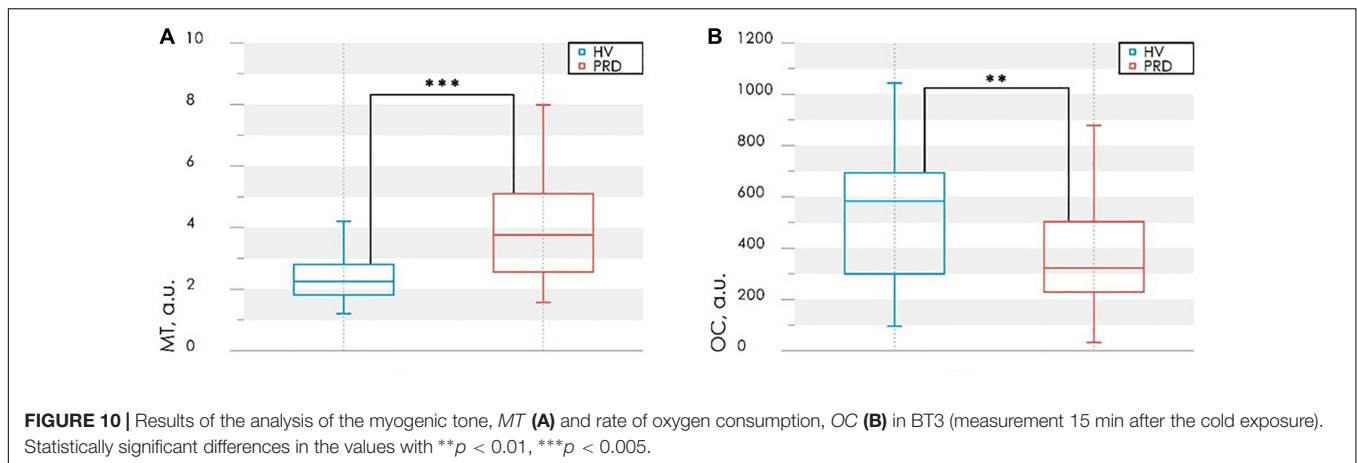 A
10
8
6
4
2
0
MT, a.u.
HV
PRD
***
B
1200
1000
800
600
400
200
0
OC, a.u.
HV
PRD
**
FIGURE 10 | Results of the analysis of the myogenic tone, MT (A) and rate of oxygen consumption, OC (B) in BT3 (measurement 15 min after the cold exposure).
Statistically significant differences in the values with **p < 0.01, ***p < 0.005.